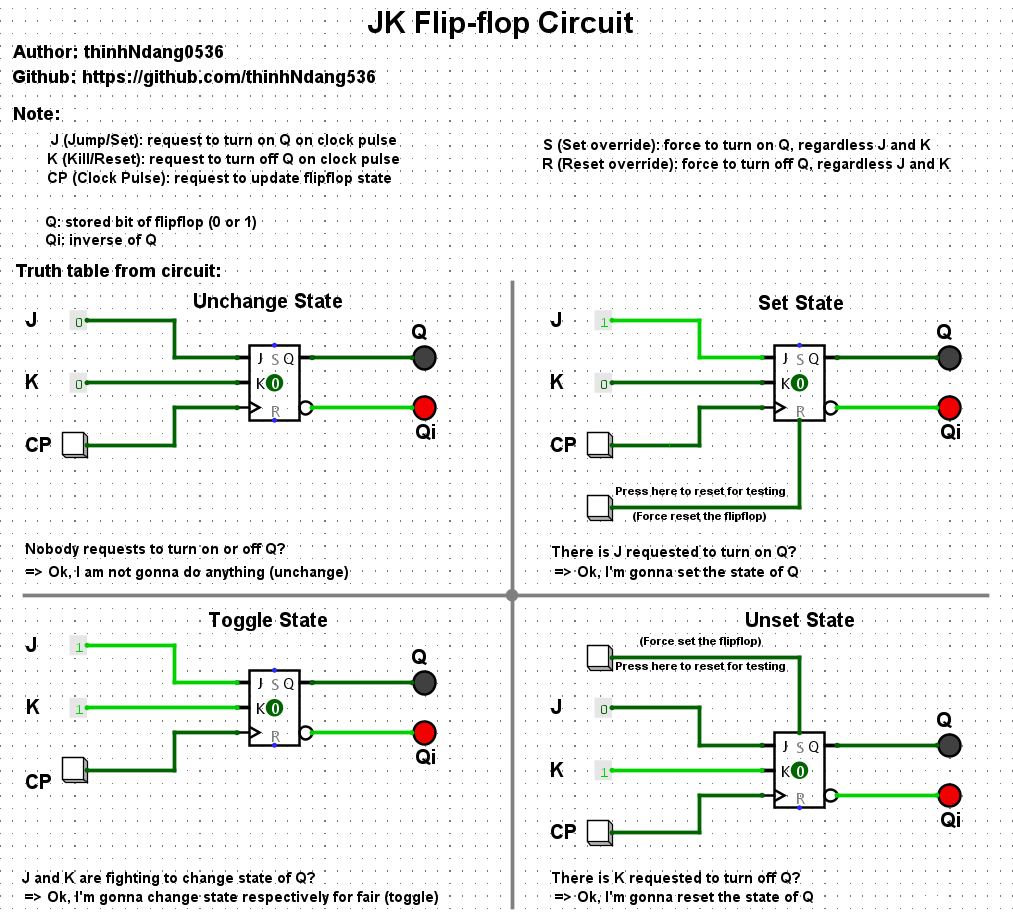 JK Flip-flop Circuit
Author: thinhNdang0536
Github: https://github.com/thinhNdang536
Note:
J (Jump/Set): request to turn on Q on clock pulse
K (Kill/Reset): request to turn off Q on clock pulse
CP (Clock Pulse): request to update flipflop state
S (Set override): force to turn on Q, regardless J and K
R (Reset override): force to turn off Q, regardless J and K
Q: stored bit of flipflop (0 or 1)
Qi: inverse of Q
Truth table from circuit:
Unchange State
J 0
J S Q
Q
K 0
K 0
R
Qi
CP
Nobody requests to turn on or off Q?
=> Ok, I am not gonna do anything (unchange)
Set State
J 1
J S Q
Q
K 0
K 0
R
Qi
CP
Press here to reset for testing
(Force reset the flipflop)
There is J requested to turn on Q?
=> Ok, I'm gonna set the state of Q
Toggle State
J 1
J S Q
Q
K 1
K 0
R
Qi
CP
J and K are fighting to change state of Q?
=> Ok, I'm gonna change state respectively for fair (toggle)
Unset State
(Force set the flipflop)
Press here to reset for testing
J 0
J S Q
Q
K 1
K 0
R
Qi
CP
There is K requested to turn off Q?
=> Ok, I'm gonna reset the state of Q